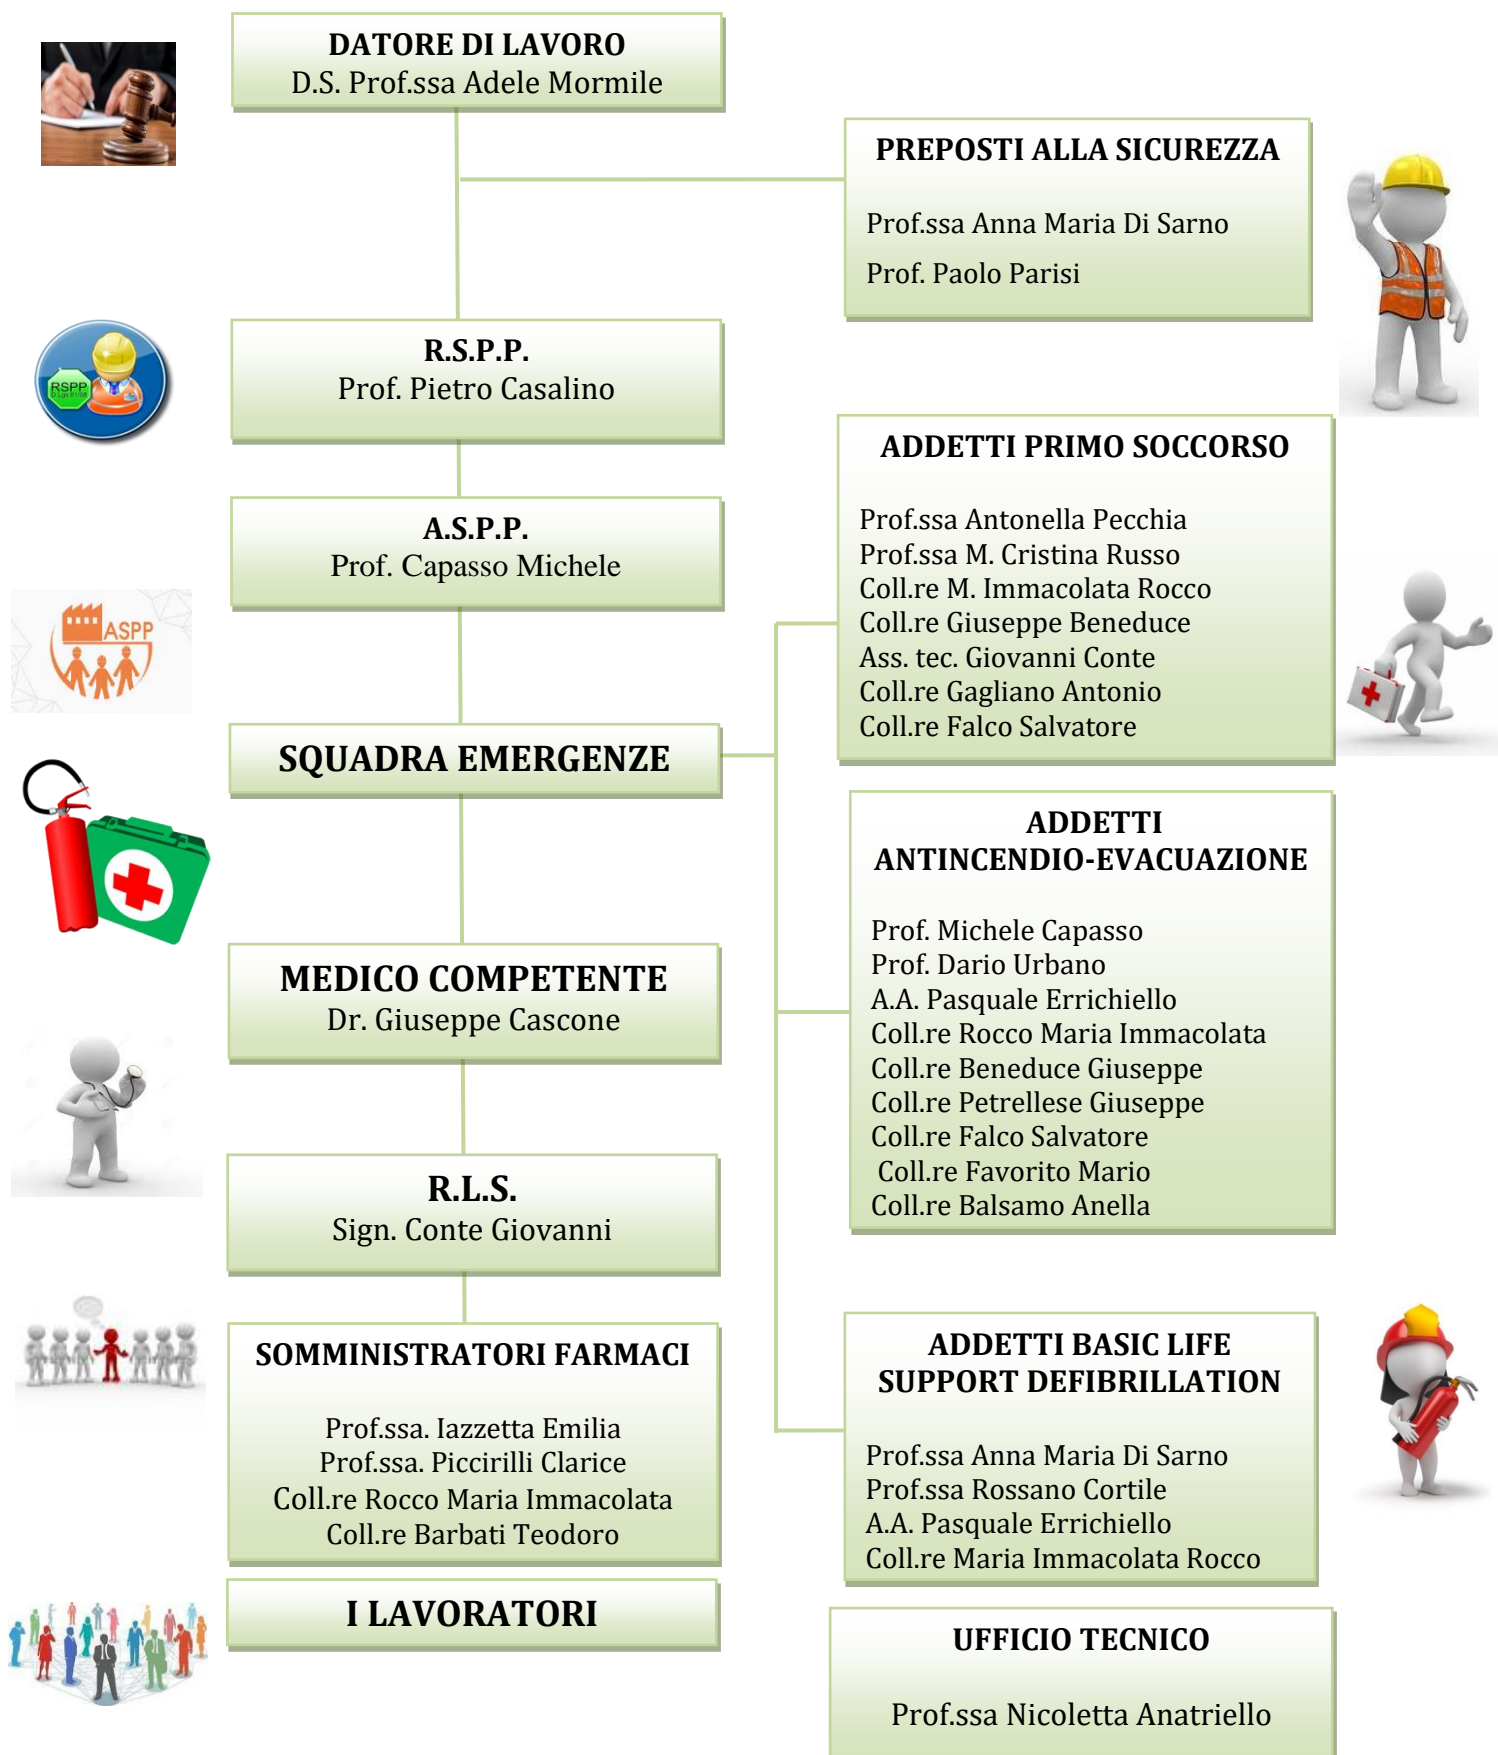 DATORE DI LAVORO
D.S. Prof.ssa Adele Mormile
PREPOSTI ALLA SICUREZZA
Prof.ssa Anna Maria Di Sarno
Prof. Paolo Parisi
RSPP
D.Lgs 81/08
R.S.P.P.
Prof. Pietro Casalino
A.S.P.P.
Prof. Capasso Michele
ASPP
ADDETTI PRIMO SOCCORSO
Prof.ssa Antonella Pecchia
Prof.ssa M. Cristina Russo
Coll.re M. Immacolata Rocco
Coll.re Giuseppe Beneduce
Ass. tec. Giovanni Conte
Coll.re Gagliano Antonio
Coll.re Falco Salvatore
SQUADRA EMERGENZE
ADDETTI
ANTINCENDIO-EVACUAZIONE
Prof. Michele Capasso
Prof. Dario Urbano
A.A. Pasquale Errichiello
Coll.re Rocco Maria Immacolata
Coll.re Beneduce Giuseppe
Coll.re Petrellese Giuseppe
Coll.re Falco Salvatore
Coll.re Favorito Mario
Coll.re Balsamo Anella
MEDICO COMPETENTE
Dr. Giuseppe Cascone
R.L.S.
Sign. Conte Giovanni
SOMMINISTRATORI FARMACI
Prof.ssa. Iazzetta Emilia
Prof.ssa. Piccirilli Clarice
Coll.re Rocco Maria Immacolata
Coll.re Barbati Teodoro
ADDETTI BASIC LIFE
SUPPORT DEFIBRILLATION
Prof.ssa Anna Maria Di Sarno
Prof.ssa Rossano Cortile
A.A. Pasquale Errichiello
Coll.re Maria Immacolata Rocco
I LAVORATORI
UFFICIO TECNICO
Prof.ssa Nicoletta Anatriello